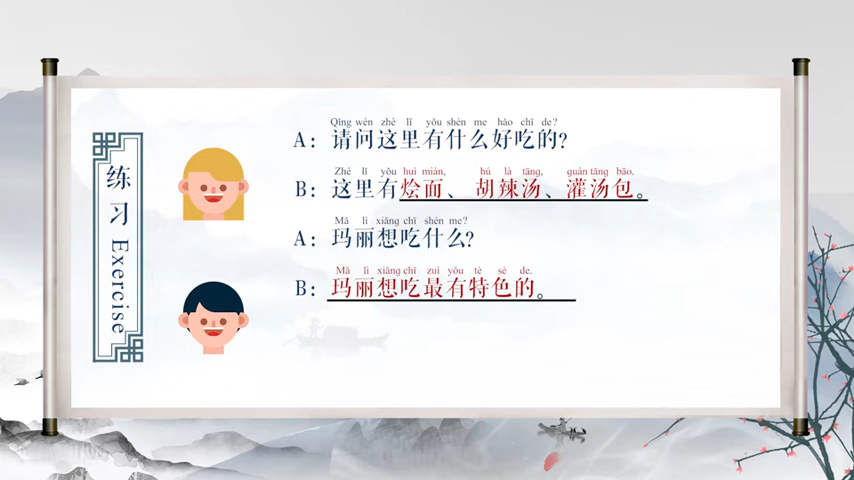 练习 Exercise
Qǐng wèn zhè lǐ yǒu shén me hǎo chī de?
A：请问这里有什么好吃的?
Zhè lǐ yǒu huì miàn, hú là tāng, guàn tāng bāo.
B：这里有烩面、胡辣汤、灌汤包。
Mǎ lì xiǎng chī shén me?
A：玛丽想吃什么?
Mǎ lì xiǎng chī zuì yǒu tè sè de.
B：玛丽想吃最有特色的。